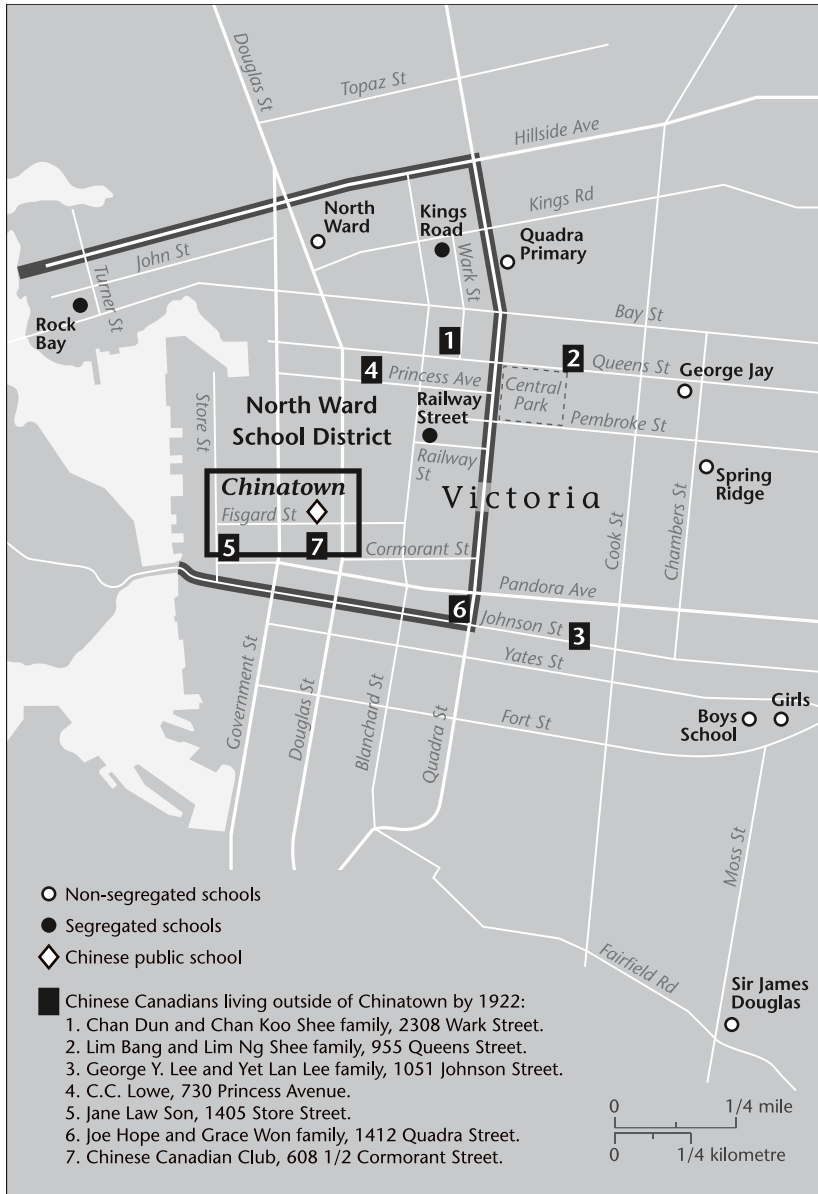 Douglas St
Topaz St
Hillside Ave
Kings Rd
North
Ward
Kings
Road
Quadra
Primary
John St
Turner St
Wark St
Rock
Bay
Bay St
1
2
Queens St
4
Princess Ave
Central
Park
George Jay
Store St
North Ward
School District
Railway
Street
Pembroke St
Railway
St
Chinatown
Victoria
Spring
Ridge
Fisgard St
5
7
Cormorant St
Cook St
Chambers St
Pandora Ave
6
Johnson St
3
Yates St
Government St
Douglas St
Blanchard St
Quadra St
Fort St
Boys
School
Girls
Moss St
Fairfield Rd
Sir James
Douglas
Non-segregated schools
Segregated schools
Chinese public school
Chinese Canadians living outside of Chinatown by 1922:
1. Chan Dun and Chan Koo Shee family, 2308 Wark Street.
2. Lim Bang and Lim Ng Shee family, 955 Queens Street.
3. George Y. Lee and Yet Lan Lee family, 1051 Johnson Street.
4. C.C. Lowe, 730 Princess Avenue.
5. Jane Law Son, 1405 Store Street.
6. Joe Hope and Grace Won family, 1412 Quadra Street.
7. Chinese Canadian Club, 608 1/2 Cormorant Street.
0 1/4 mile
0 1/4 kilometre